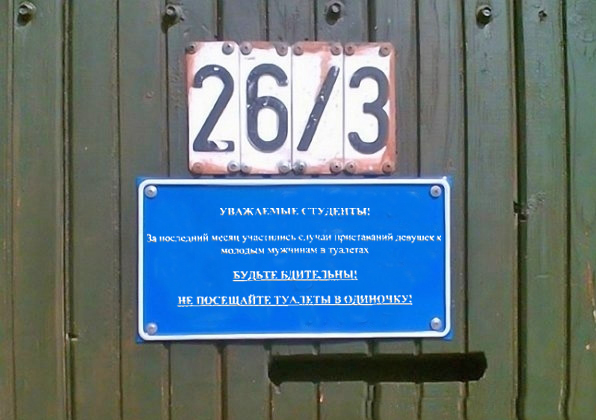 26/3
УВАЖАЕМЫЕ СТУДЕНТЫ!
За последний месяц участились случаи приставаний девушек к
молодым мужчинам в туалетах
БУДЬТЕ БДИТЕЛЬНЫ!
НЕ ПОСЕЩАЙТЕ ТУАЛЕТЫ В ОДИНОЧКУ!